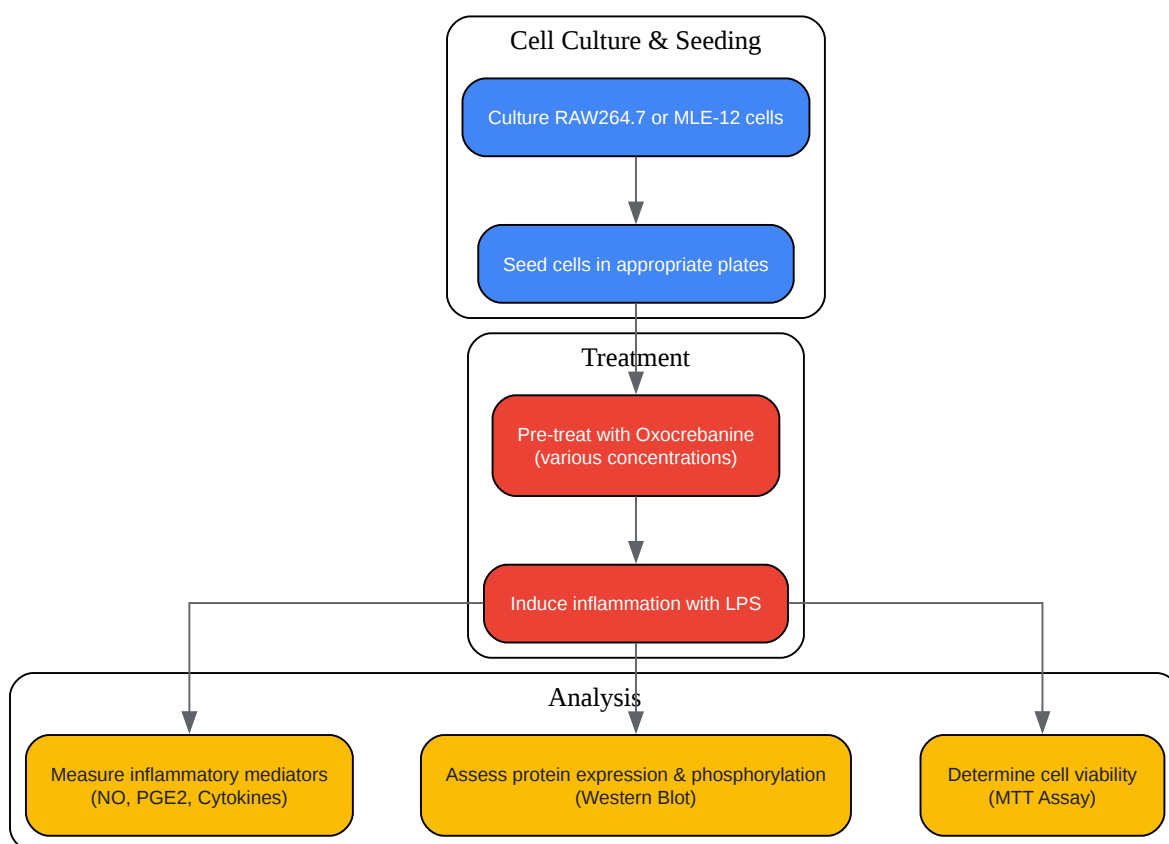 Cell Culture & Seeding
Culture RAW264.7 or MLE-12 cells
Seed cells in appropriate plates
Treatment
Pre-treat with Oxocrebanine
(various concentrations)
Induce inflammation with LPS
Analysis
Measure inflammatory mediators
(NO, PGE2, Cytokines)
Assess protein expression & phosphorylation
(Western Blot)
Determine cell viability
(MTT Assay)